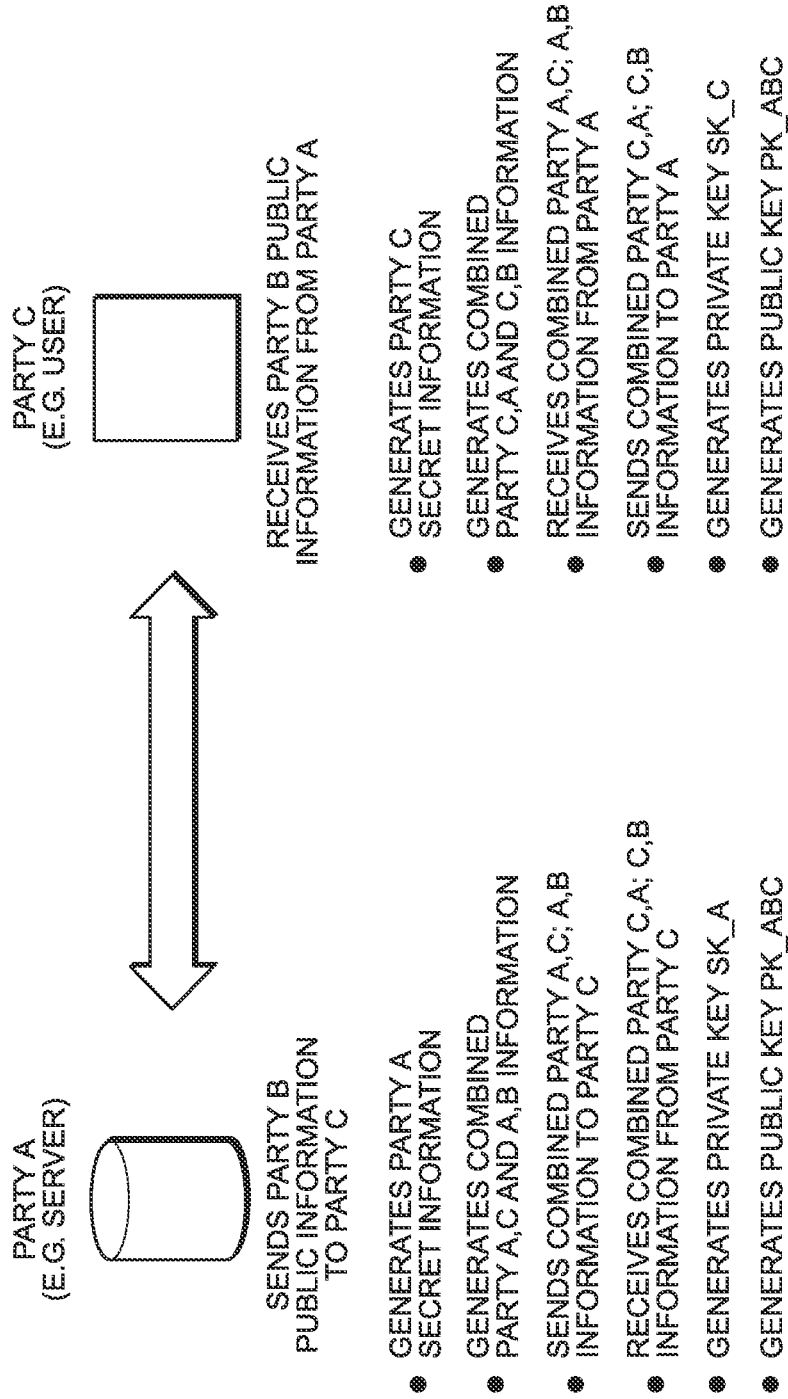 PARTY A
(E.G. SERVER)
SENDS PARTY B
PUBLIC INFORMATION
TO PARTY C
● GENERATES PARTY A
SECRET INFORMATION
● GENERATES COMBINED
PARTY A,C AND A,B INFORMATION
● SENDS COMBINED PARTY A,C; A,B
INFORMATION TO PARTY C
● RECEIVES COMBINED PARTY C,A; C,B
INFORMATION FROM PARTY C
● GENERATES PRIVATE KEY SK_A
● GENERATES PUBLIC KEY PK_ABC
PARTY C
(E.G. USER)
RECEIVES PARTY B PUBLIC
INFORMATION FROM PARTY A
● GENERATES PARTY C
SECRET INFORMATION
● GENERATES COMBINED
PARTY C,A AND C,B INFORMATION
● RECEIVES COMBINED PARTY A,C; A,B
INFORMATION FROM PARTY A
● SENDS COMBINED PARTY C,A; C,B
INFORMATION TO PARTY A
● GENERATES PRIVATE KEY SK_C
● GENERATES PUBLIC KEY PK_ABC